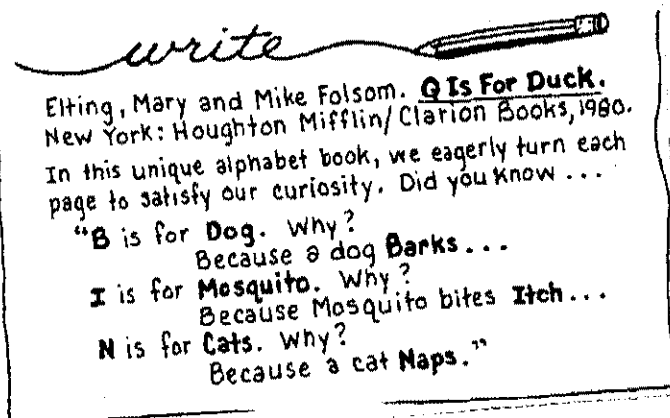 write
Elting, Mary and Mike Folsom. Q Is For Duck.
New York: Houghton Mifflin/Clarion Books, 1980.
In this unique alphabet book, we eagerly turn each
page to satisfy our curiosity. Did you know ...
"B is for Dog. Why?
Because a dog Barks...
I is for Mosquito. Why?
Because Mosquito bites Itch...
N is for Cats. Why?
Because a cat Naps."